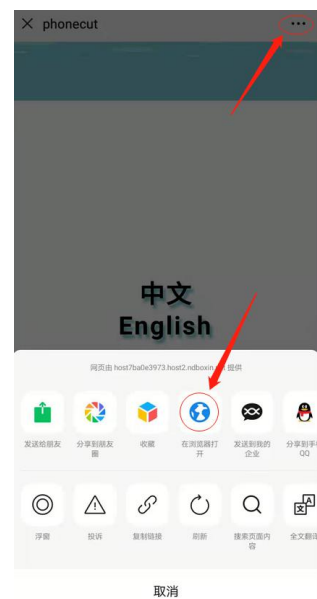 phonecut
中文
English
网页由 host7ba0e3973.host2.ndboxin 提供
发送给朋友
分享到朋友
圈
收藏
在浏览器打
开
发送到我的
企业
分享到手
QQ
浮窗
投诉
复制链接
刷新
搜索页面内
容
全文翻译
取消